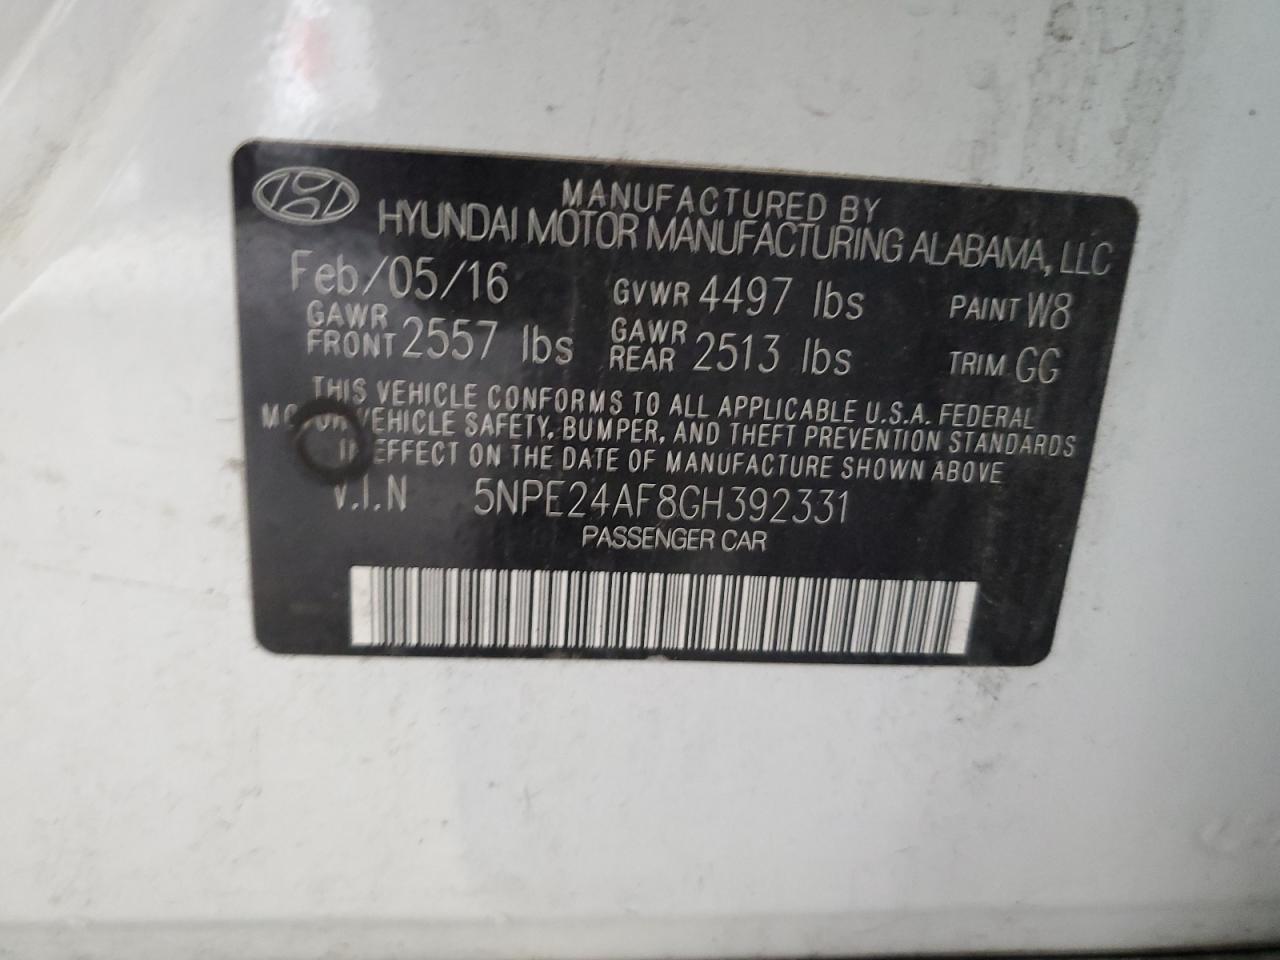 MANUFACTURED BY
HYUNDAI MOTOR MANUFACTURING ALABAMA, LLC
Feb/05/16 GVWR 4497 lbs PAINT W8
GAWR FRONT 2557 lbs GAWR REAR 2513 lbs TRIM GG
THIS VEHICLE CONFORMS TO ALL APPLICABLE U.S.A. FEDERAL
MOTOR VEHICLE SAFETY, BUMPER, AND THEFT PREVENTION STANDARDS
IN EFFECT ON THE DATE OF MANUFACTURE SHOWN ABOVE
V.I.N 5NPE24AF8GH392331
PASSENGER CAR